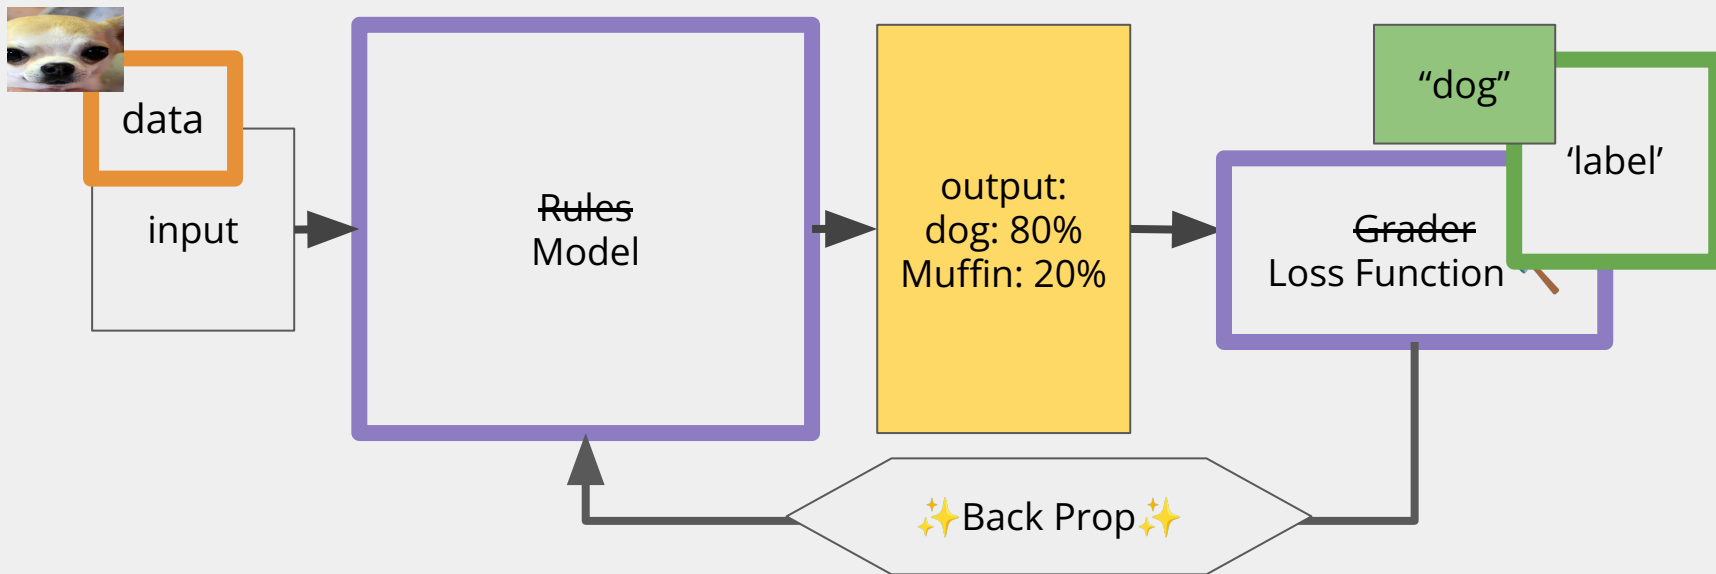 data
input
Rules
Model
output:
dog: 80%
Muffin: 20%
“dog”
‘label’
Grader
Loss Function
✨Back Prop✨